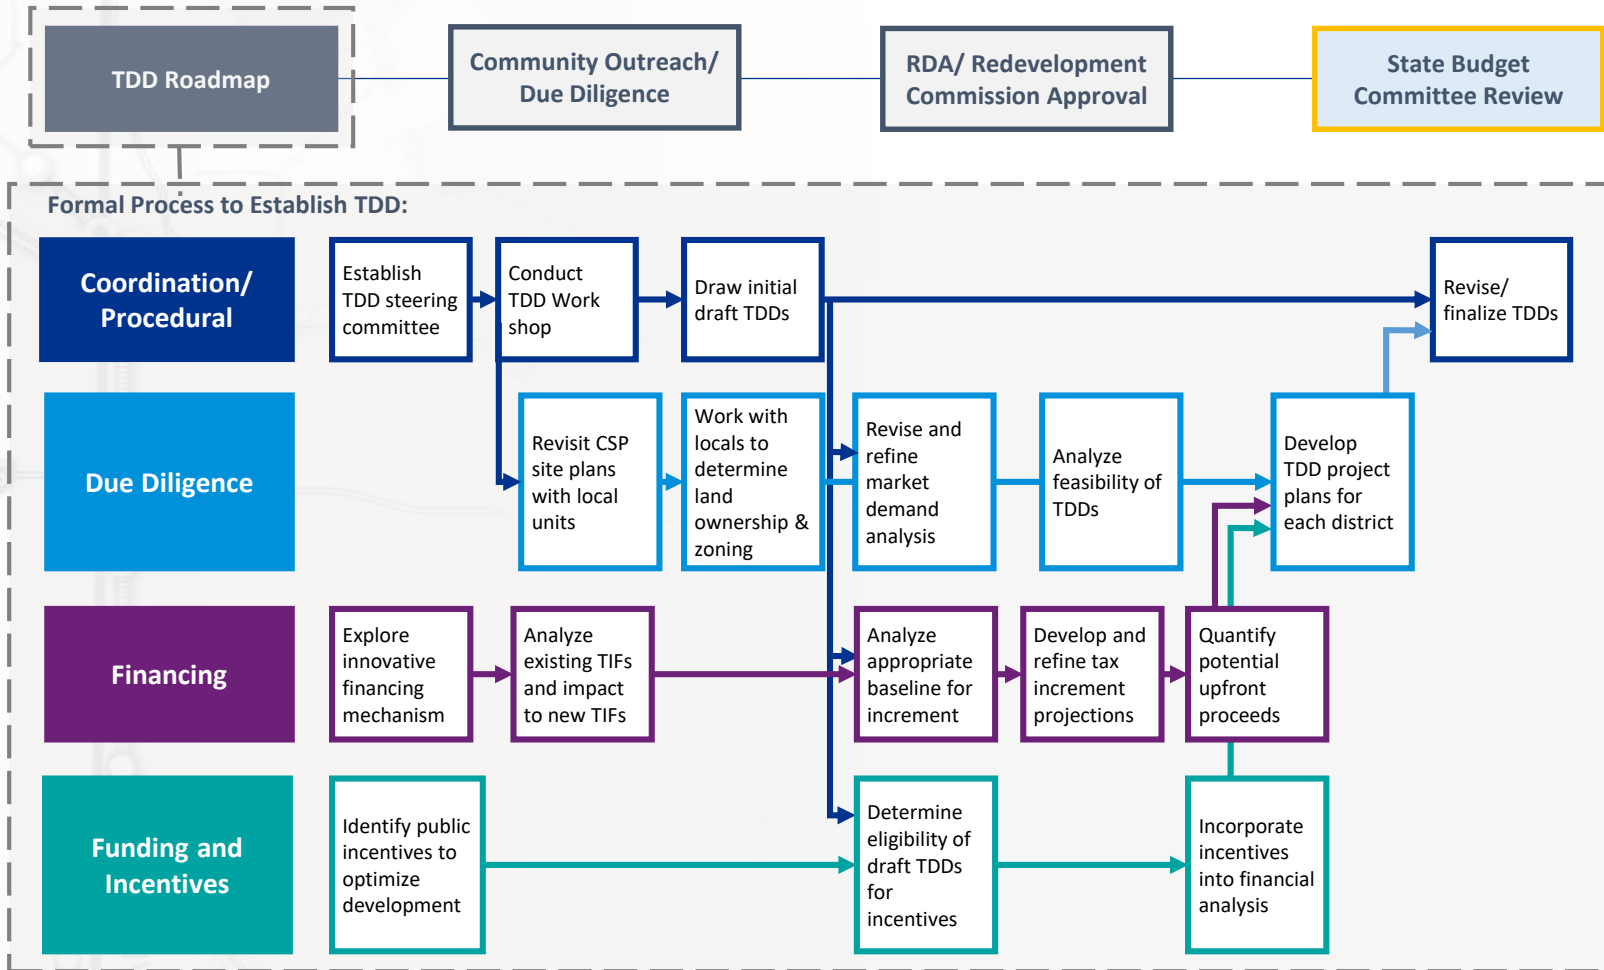 TDD Roadmap
Community Outreach/
Due Diligence
RDA/ Redevelopment
Commission Approval
State Budget
Committee Review
Formal Process to Establish TDD:
Coordination/
Procedural
Establish
TDD steering
committee
Conduct
TDD Work
shop
Draw initial
draft TDDs
Revise/
finalize TDDs
Due Diligence
Revisit CSP
site plans
with local
units
Work with
locals to
determine
land
ownership &
zoning
Revise and
refine
market
demand
analysis
Analyze
feasibility of
TDDs
Develop
TDD project
plans for
each district
Financing
Explore
innovative
financing
mechanism
Analyze
existing TIFs
and impact
to new TIFs
Analyze
appropriate
baseline for
increment
Develop and
refine tax
increment
projections
Quantify
potential
upfront
proceeds
Funding and
Incentives
Identify public
incentives to
optimize
development
Determine
eligibility of
draft TDDs
for
incentives
Incorporate
incentives
into financial
analysis